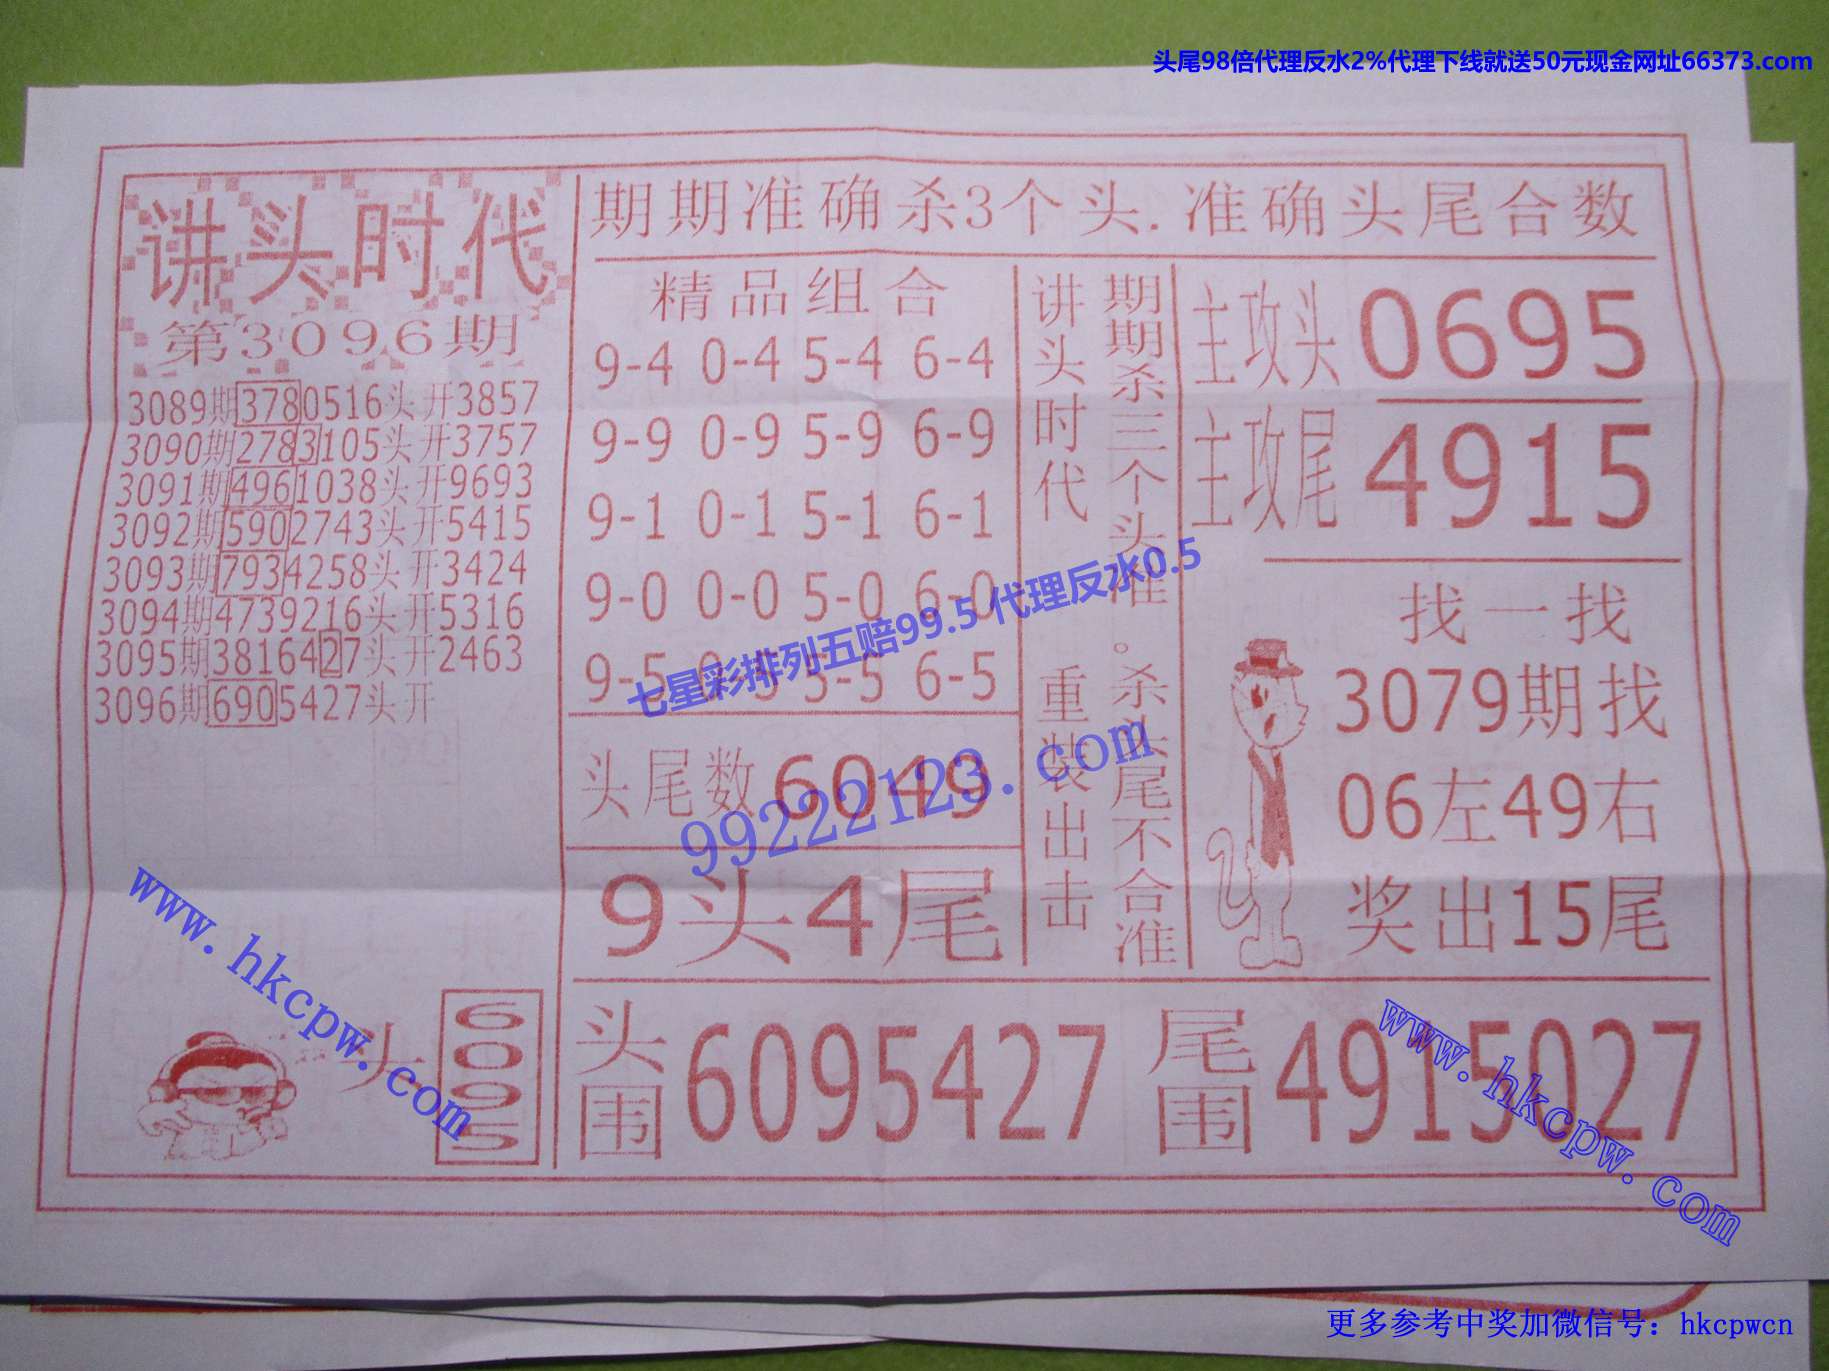 头尾98倍代理反水2%代理下线就送50元现金网址66373.com
讲头时代
第3096期
3089期3780516头开3857
3090期2783105头开3757
3091期4961038头开9693
3092期5902743头开5415
3093期7934258头开3424
3094期4739216头开5316
3095期3816427头开2463
3096期6905427头开
头
6095
期期准确杀3个头.准确头尾合数
精品组合
9-4 0-4 5-4 6-4
9-9 0-9 5-9 6-9
9-1 0-1 5-1 6-1
9-0 0-0 5-0 6-0
9-5 0-5 5-5 6-5
头尾数6049
9头4尾
讲头时代 重装出击
期期杀三个头准。杀头尾不合准
主攻头0695
主攻尾4915
找一找
3079期找
06左49右
奖出15尾
头围6095427
尾围4915027
七星彩排列五赔99.5 代理反水0.5
99222123.com
www.hkcpw.com
www.hkcpw.com
更多参考中奖加微信号：hkcpwcn